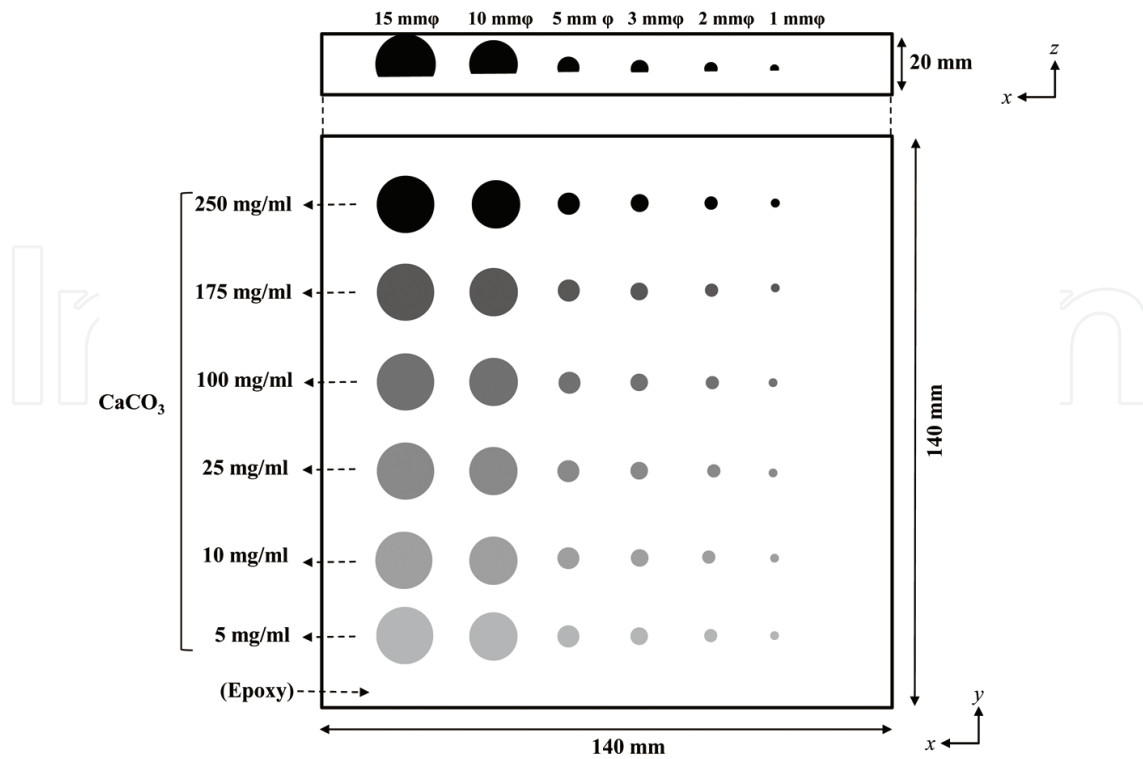 15 mmφ 10 mmφ 5 mm φ 3 mmφ 2 mmφ 1 mmφ
20 mm
z
x
250 mg/ml
175 mg/ml
100 mg/ml
CaCO₃
25 mg/ml
10 mg/ml
5 mg/ml
(Epoxy)
140 mm
y
x
140 mm